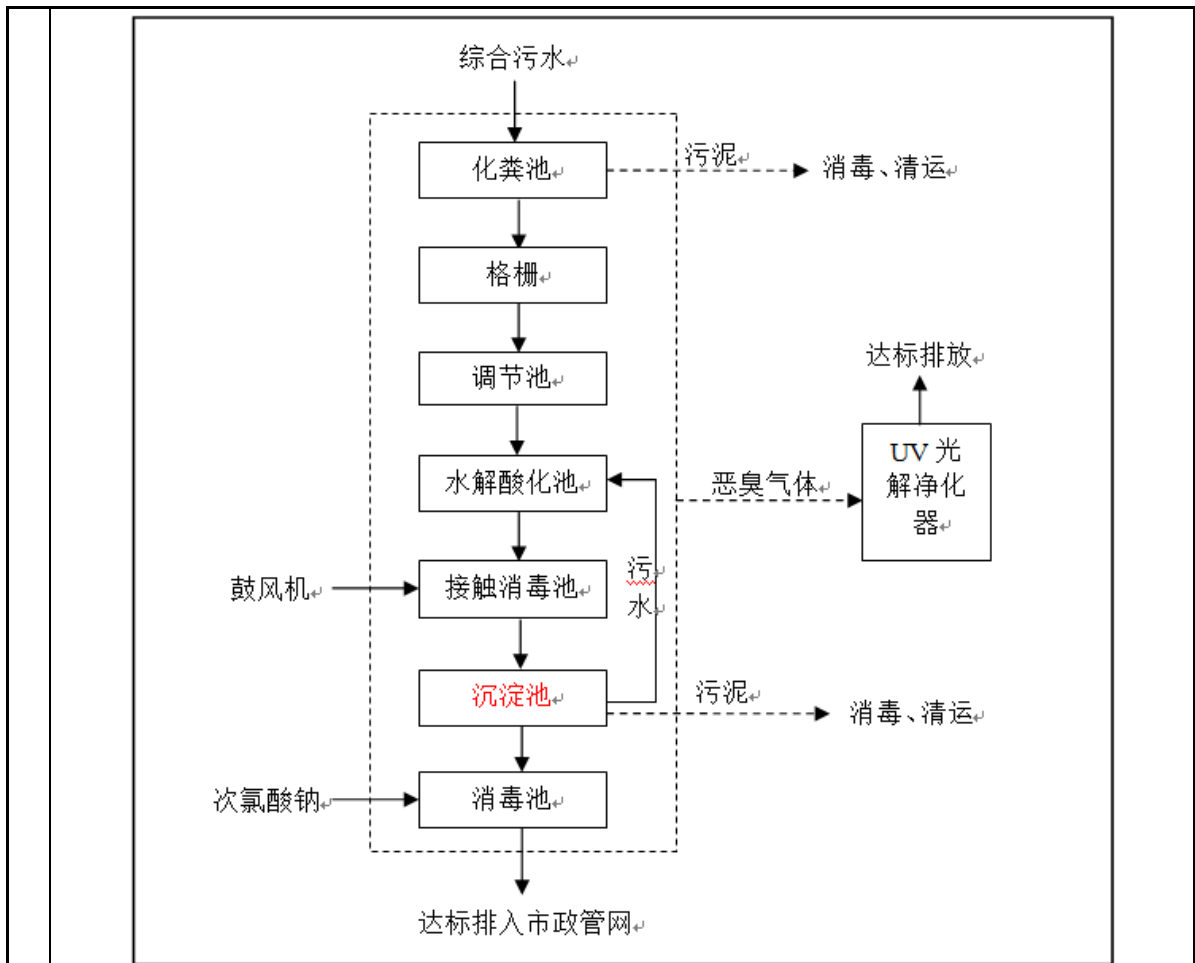 综合污水
化粪池
污泥
消毒、清运
格栅
调节池
达标排放
水解酸化池
恶臭气体
UV 光
解净化
器
鼓风机
接触消毒池
污
水
沉淀池
污泥
消毒、清运
次氯酸钠
消毒池
达标排入市政管网